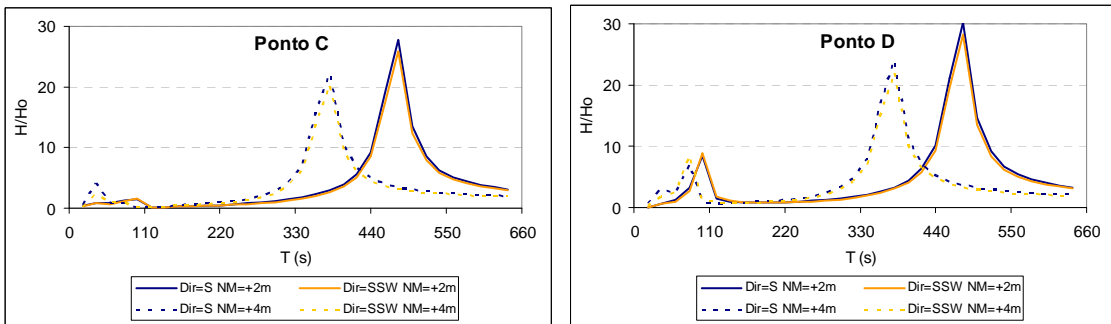 Ponto C
H/Ho
30
20
10
0
0 110 220 330 440 550 660
T (s)
Dir=S NM=+2m Dir=SSW NM=+2m
Dir=S NM=+4m Dir=SSW NM=+4m
Ponto D
H/Ho
30
20
10
0
0 110 220 330 440 550 660
T (s)
Dir=S NM=+2m Dir=SSW NM=+2m
Dir=S NM=+4m Dir=SSW NM=+4m